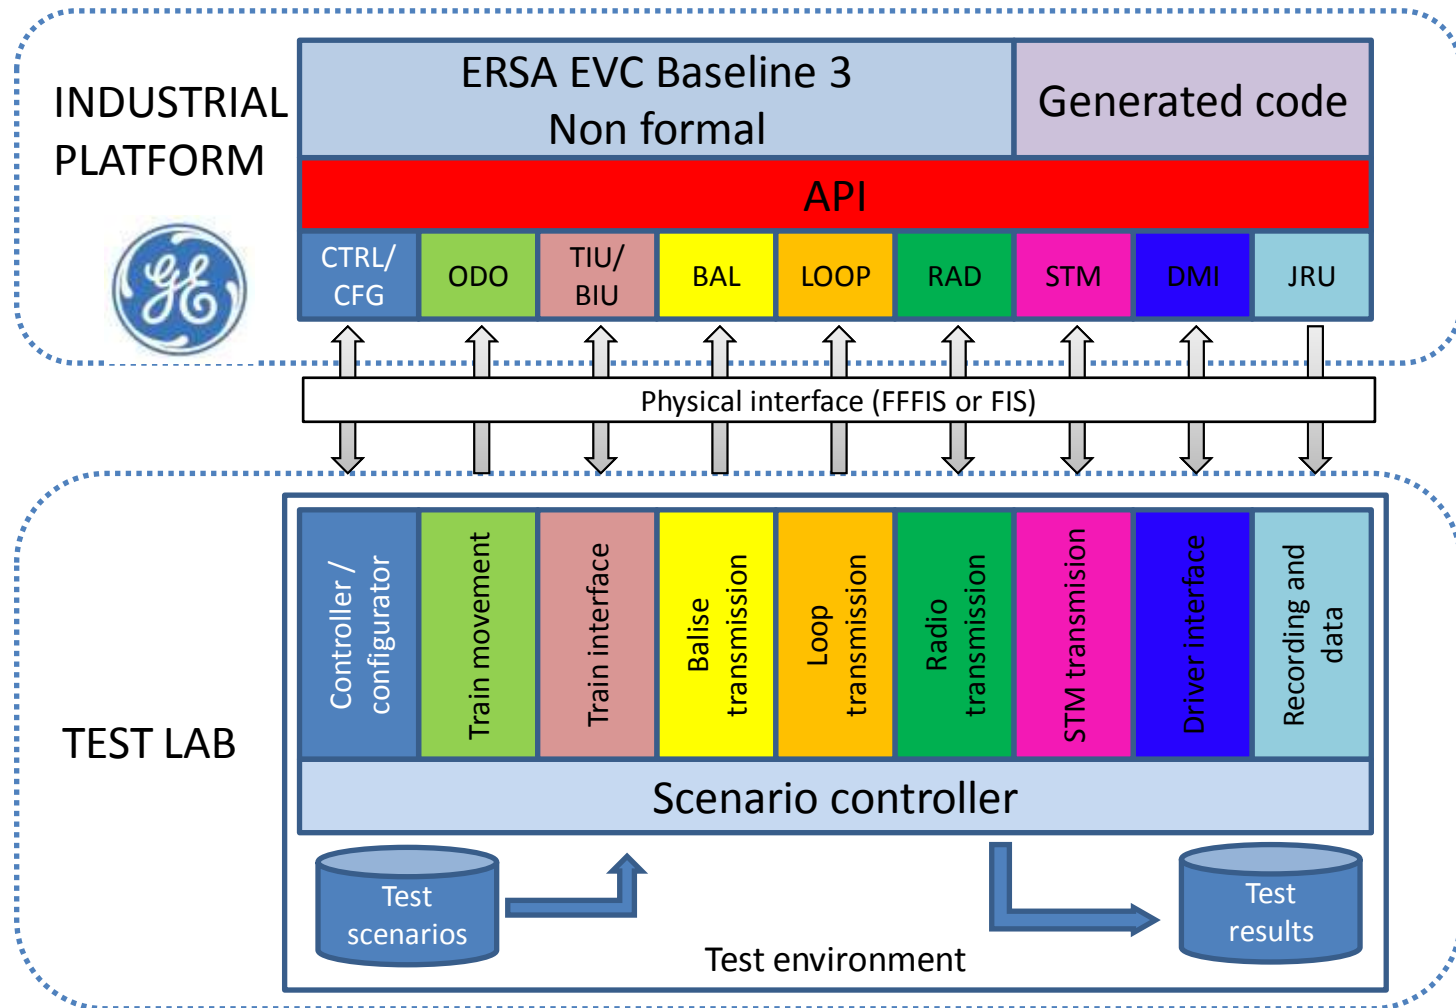 INDUSTRIAL
PLATFORM
ERSA EVC Baseline 3
Non formal
Generated code
API
GE
CTRL/
CFG
ODO
TIU/
BIU
BAL
LOOP
RAD
STM
DMI
JRU
Physical interface (FFFIS or FIS)
TEST LAB
Controller /
configurator
Train movement
Train interface
Balise
transmission
Loop
transmission
Radio
transmission
STM transmision
Driver interface
Recording and
data
Scenario controller
Test
scenarios
Test
results
Test environment